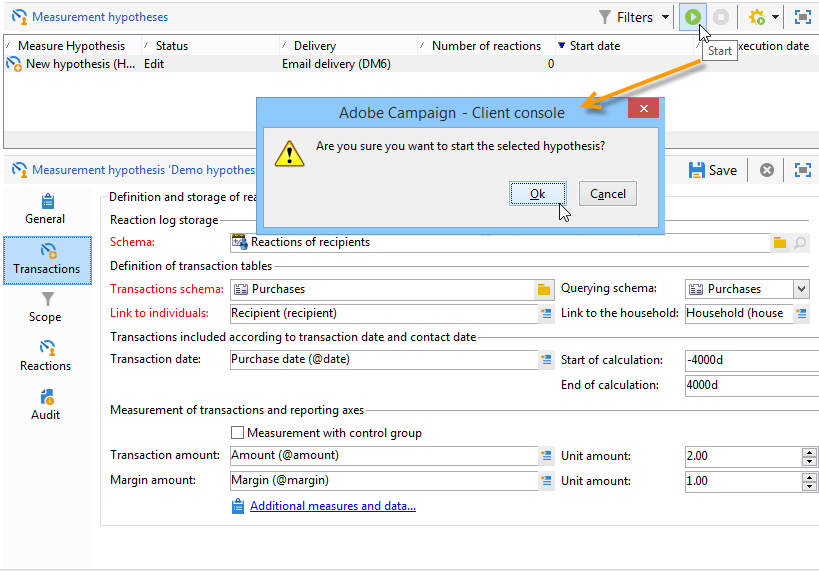 Measurement hypotheses
Filters
Measure Hypothesis Status Delivery Number of reactions Start date xecution date
New hypothesis (H... Edit Email delivery (DM6) 0
Start
Adobe Campaign - Client console
Are you sure you want to start the selected hypothesis?
Ok Cancel
Measurement hypothesis 'Demo hypothes
Save
General
Transactions
Scope
Reactions
Audit
Definition and storage of rea
Reaction log storage
Schema: Reactions of recipients
Definition of transaction tables
Transactions schema: Purchases Querying schema: Purchases
Link to individuals: Recipient (recipient) Link to the household: Household (house
Transactions included according to transaction date and contact date
Transaction date: Purchase date (@date) Start of calculation: -4000d
End of calculation: 4000d
Measurement of transactions and reporting axes
Measurement with control group
Transaction amount: Amount (@amount) Unit amount: 2.00
Margin amount: Margin (@margin) Unit amount: 1.00
Additional measures and data...